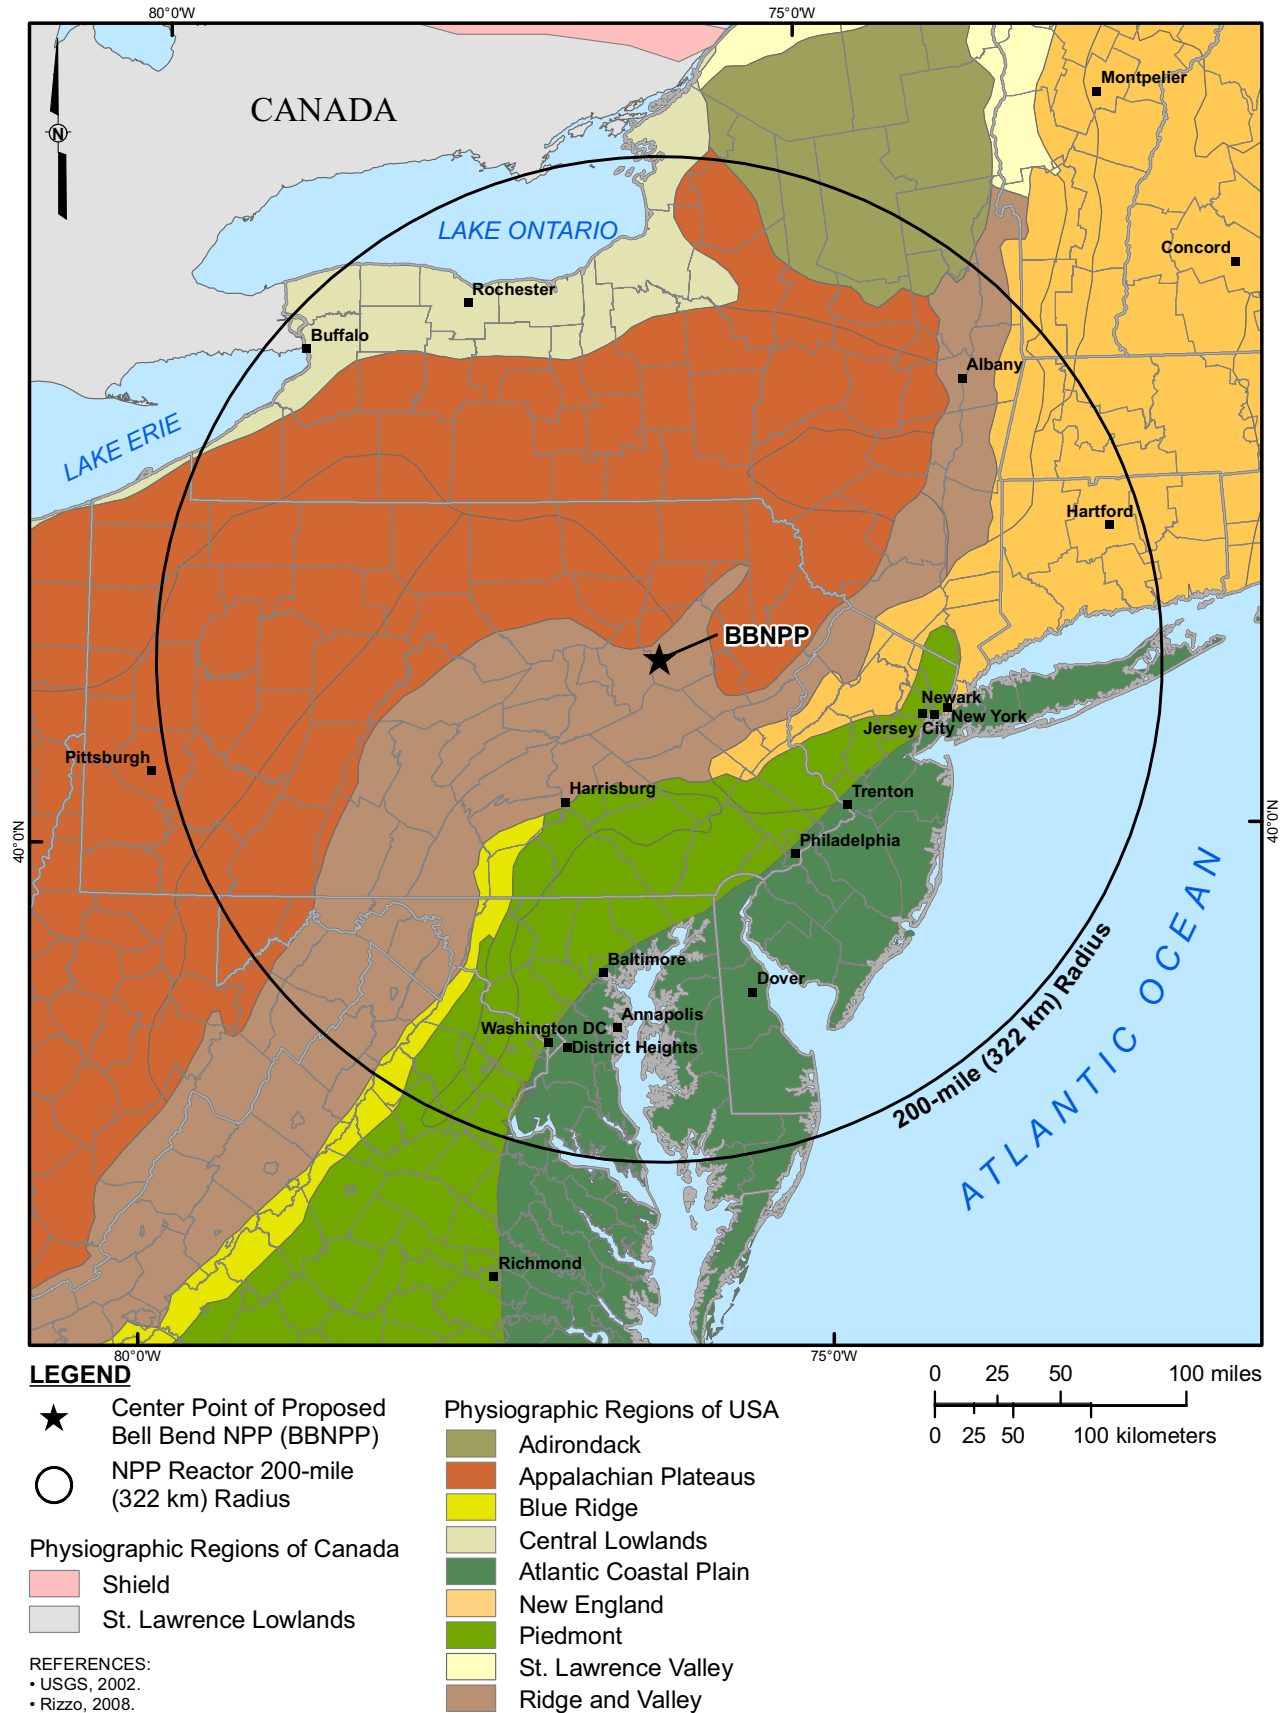 80°0'W
75°0'W
N
CANADA
Montpelier
LAKE ONTARIO
Concord
Rochester
Buffalo
Albany
LAKE ERIE
Hartford
BBNPP
Newark
New York
Jersey City
Pittsburgh
Harrisburg
Trenton
40°0'N
40°0'N
Philadelphia
ATLANTIC OCEAN
Baltimore
Dover
200-mile (322 km) Radius
Annapolis
Washington DC
District Heights
Richmond
80°0'W
75°0'W
LEGEND
Center Point of Proposed
Bell Bend NPP (BBNPP)
NPP Reactor 200-mile
(322 km) Radius
Physiographic Regions of Canada
Shield
St. Lawrence Lowlands
REFERENCES:
• USGS, 2002.
• Rizzo, 2008.
Physiographic Regions of USA
Adirondack
Appalachian Plateaus
Blue Ridge
Central Lowlands
Atlantic Coastal Plain
New England
Piedmont
St. Lawrence Valley
Ridge and Valley
0 25 50 100 miles
0 25 50 100 kilometers